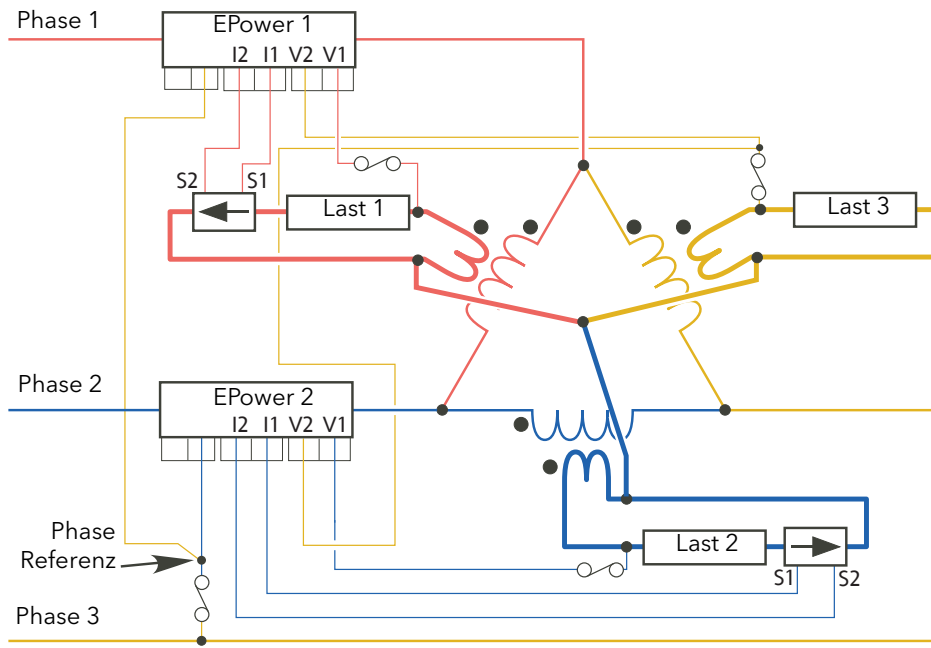 Phase 1
EPower 1
I2 I1 V2 V1
S2 S1
Last 1
Last 3
Phase 2
EPower 2
I2 I1 V2 V1
Phase
Referenz
Last 2
S1 S2
Phase 3